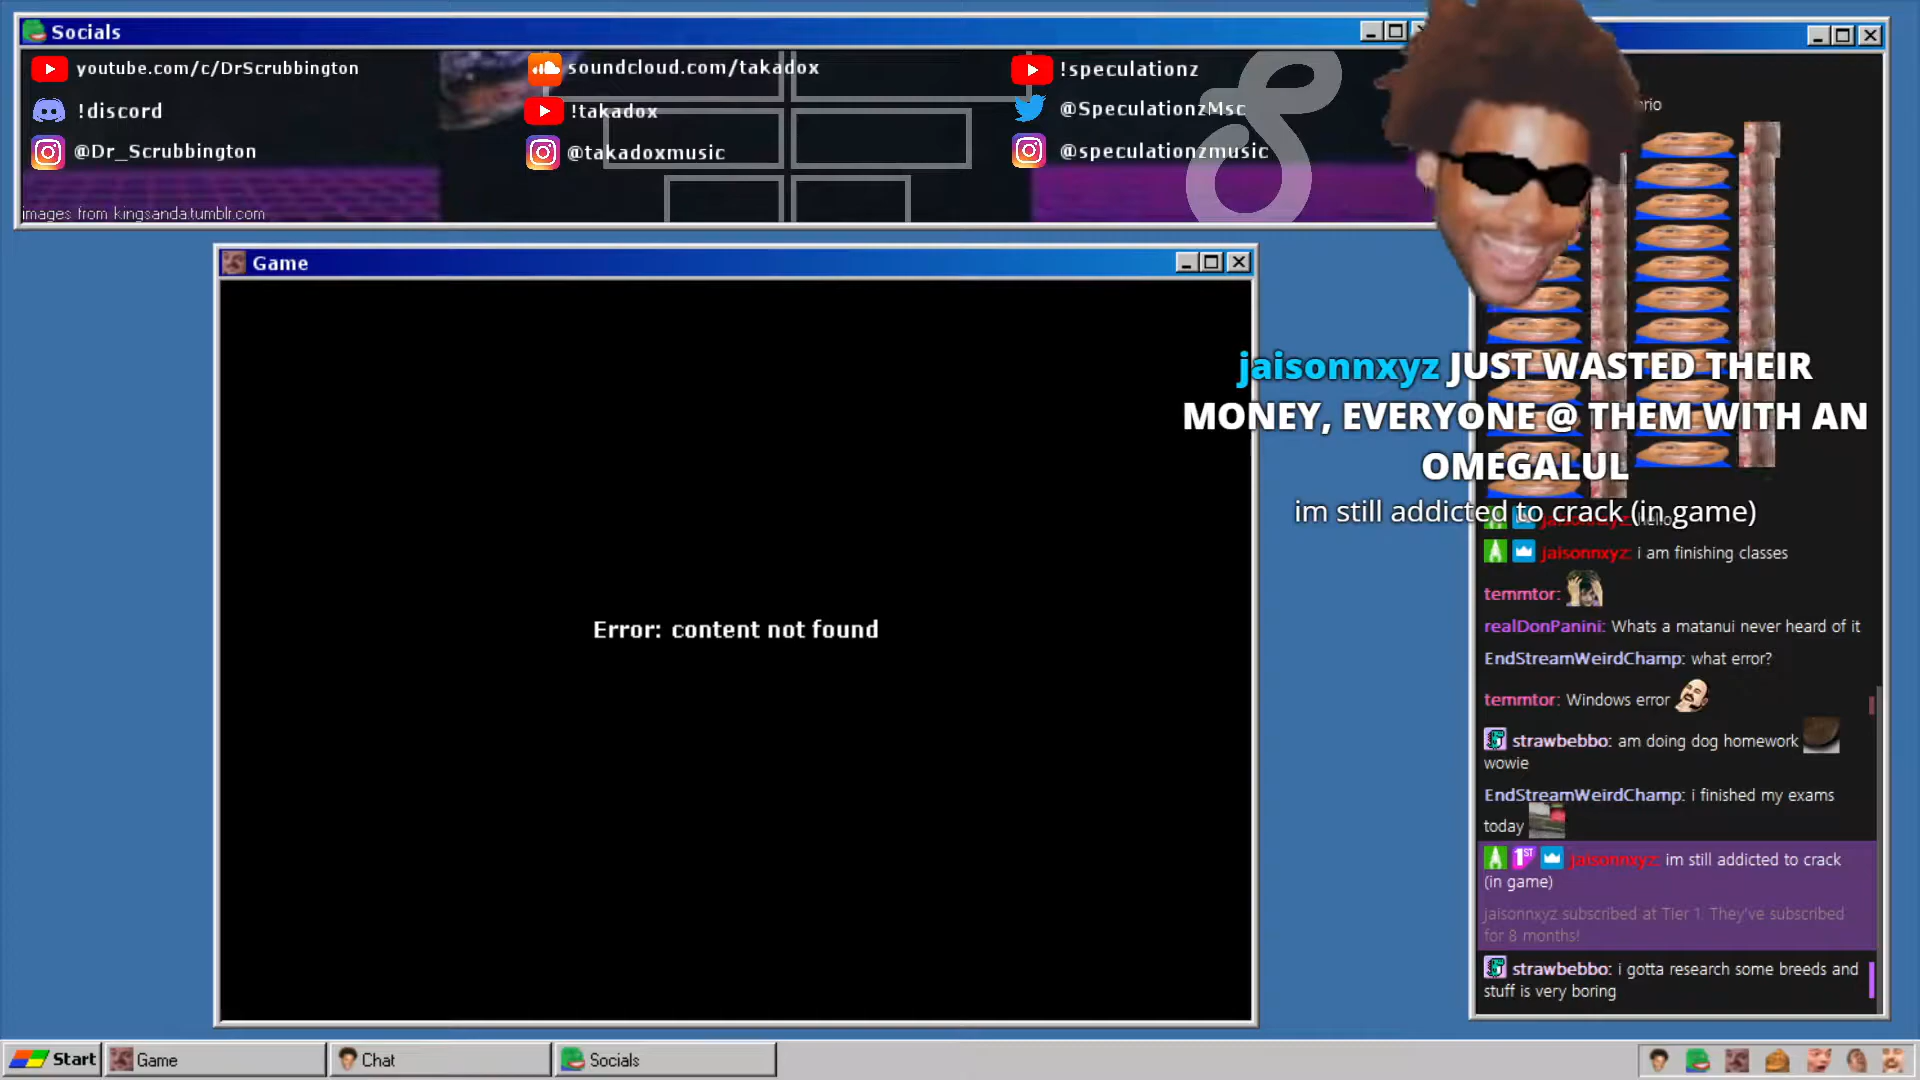 Socials
youtube.com/c/DrScrubbington
soundcloud.com/takadox
!speculationz
!discord
!takadox
@SpeculationzMsc
@Dr_Scrubbington
@takadoxmusic
@speculationzmusic
images from kingsanda.tumblr.com
Game
Error: content not found
jaisonnxyz JUST WASTED THEIR
MONEY, EVERYONE @ THEM WITH AN
OMEGALUL
im still addicted to crack (in game)
jaisonnxyz: hello
jaisonnxyz: i am finishing classes
temmtor:
realDonPanini: Whats a matanui never heard of it
EndStreamWeirdChamp: what error?
temmtor: Windows error
strawbebbo: am doing dog homework
wowie
EndStreamWeirdChamp: i finished my exams
today
1ST jaisonnxyz: im still addicted to crack
(in game)
jaisonnxyz subscribed at Tier 1. They've subscribed
for 8 months!
strawbebbo: i gotta research some breeds and
stuff is very boring
Start
Game
Chat
Socials